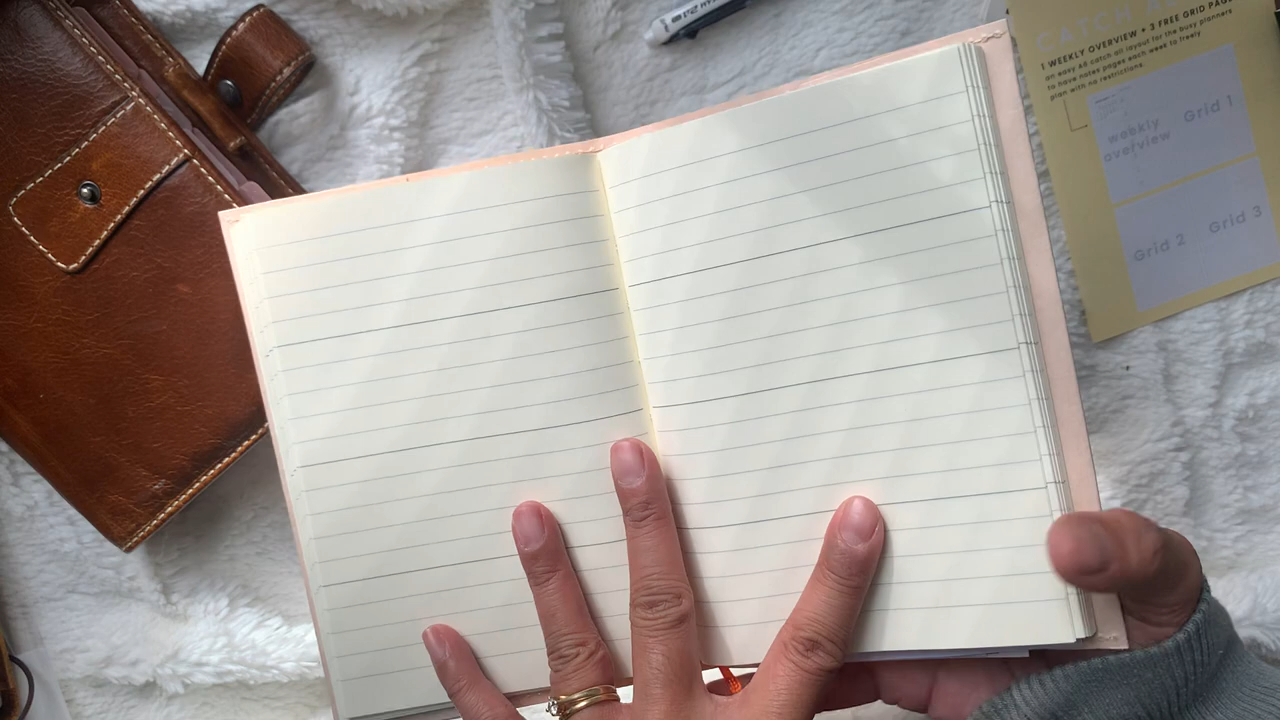 CATCH
1 WEEKLY OVERVIEW + 3 FREE GRID PAGES
an easy A6 catch all layout for the busy planners
to have notes pages each week to freely
plan with no restrictions.
weekly
overview
Grid 1
Grid 2
Grid 3